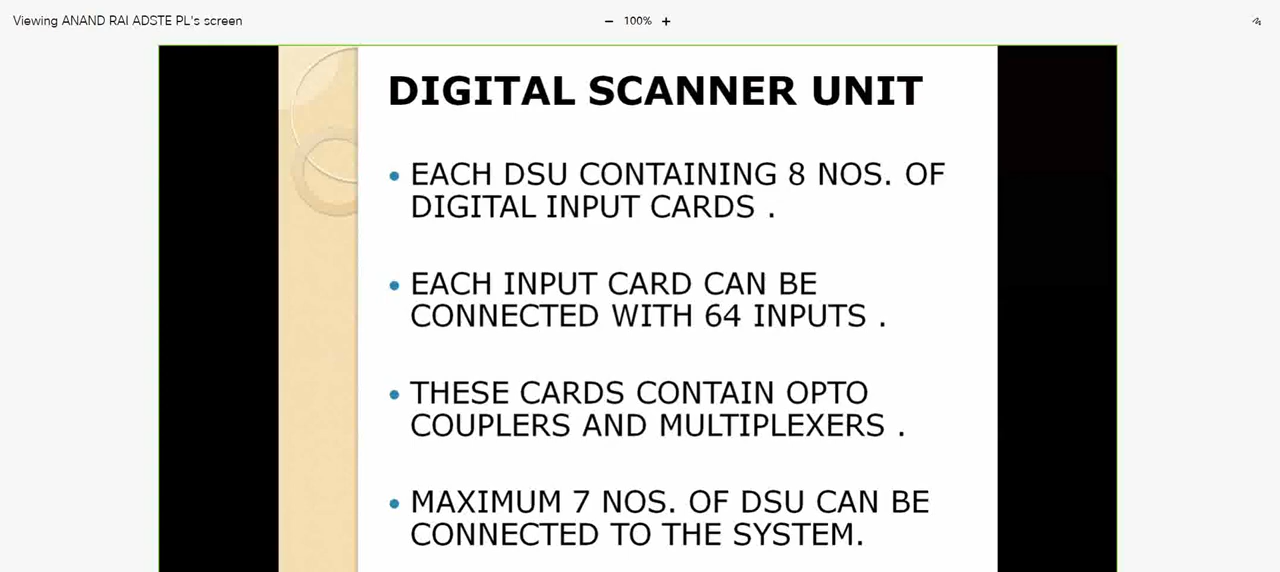 Viewing ANAND RAI ADSTE PL's screen
− 100% +
DIGITAL SCANNER UNIT
• EACH DSU CONTAINING 8 NOS. OF
DIGITAL INPUT CARDS .
• EACH INPUT CARD CAN BE
CONNECTED WITH 64 INPUTS .
• THESE CARDS CONTAIN OPTO
COUPLERS AND MULTIPLEXERS .
• MAXIMUM 7 NOS. OF DSU CAN BE
CONNECTED TO THE SYSTEM.